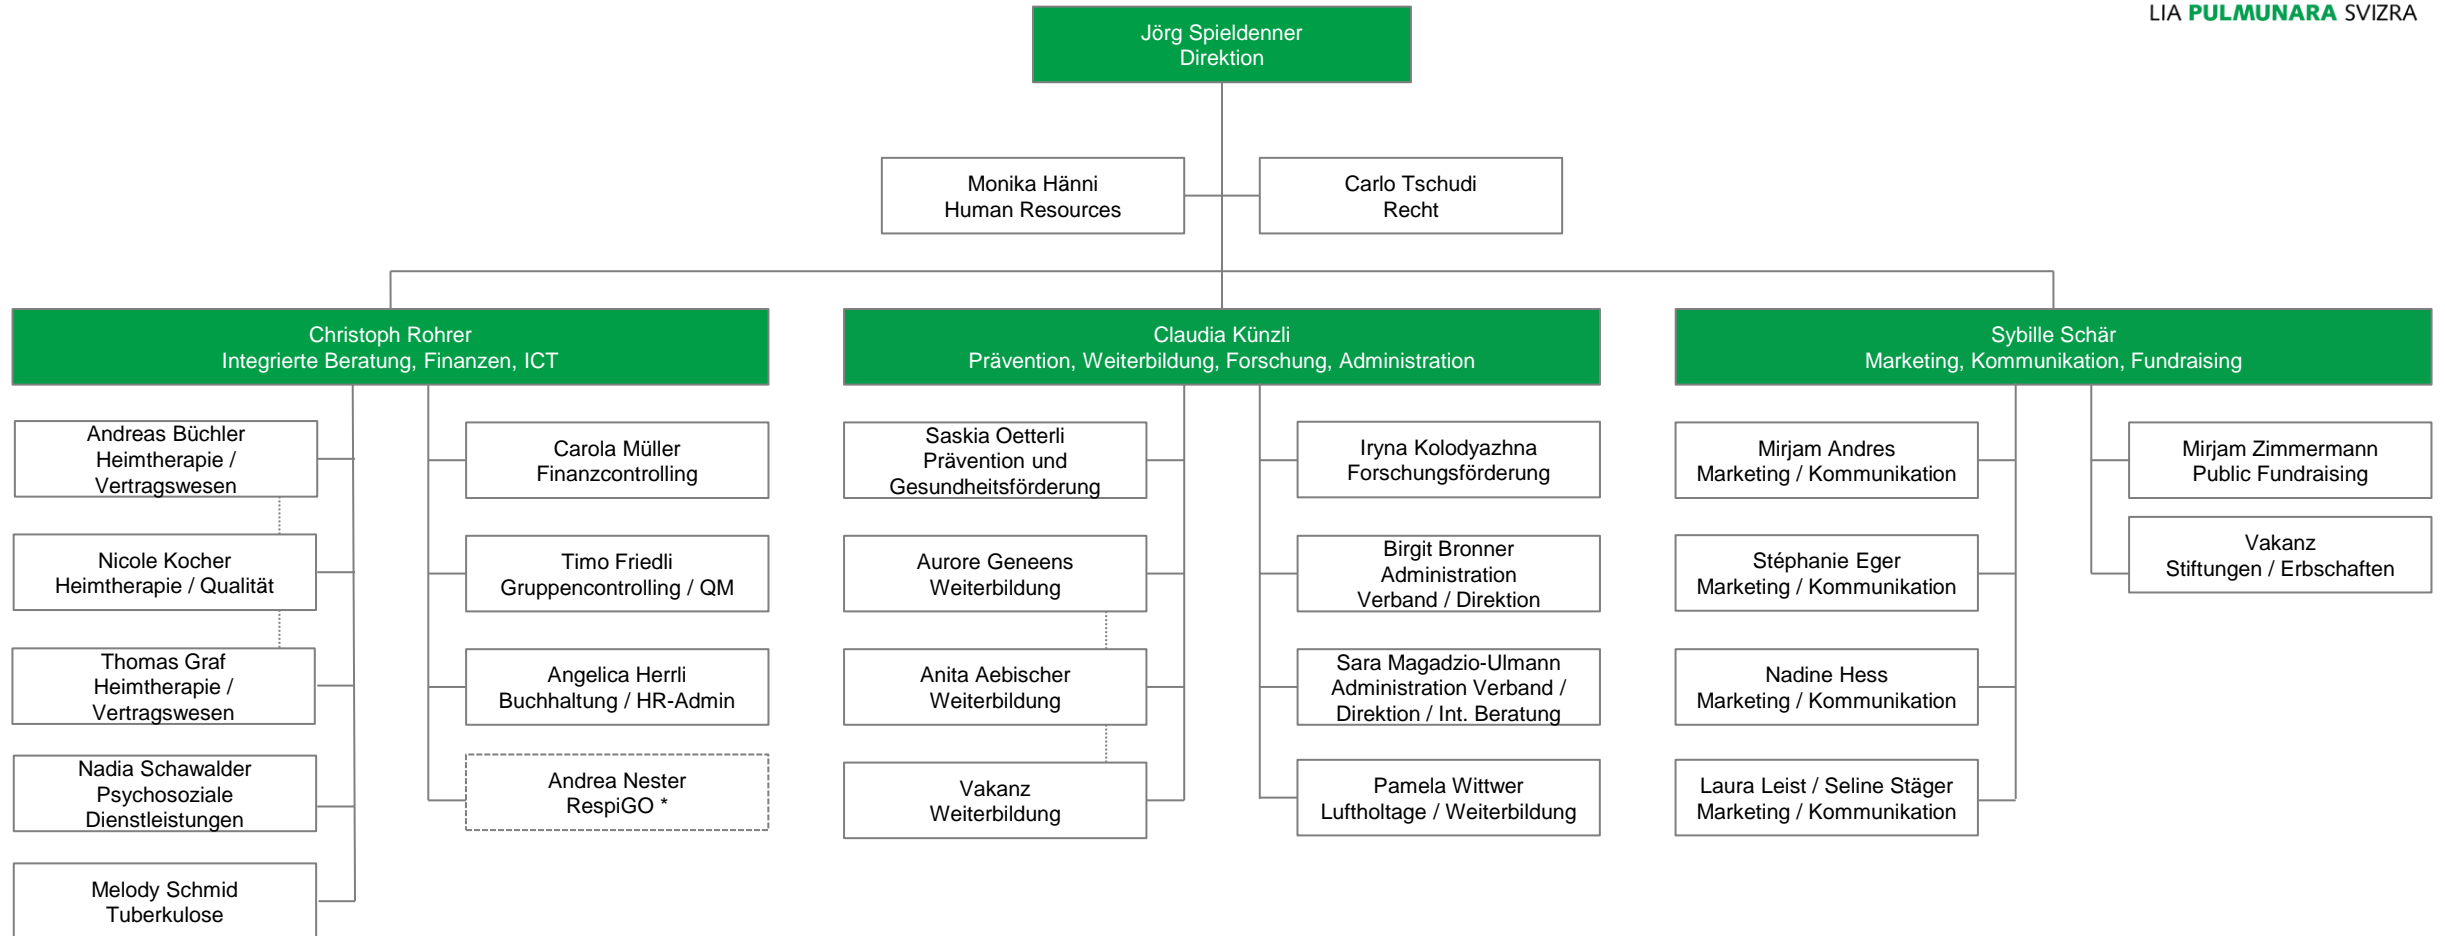 LIA PULMUNARA SVIZRA
Jörg Spieldenner
Direktion
Monika Hänni
Human Resources
Carlo Tschudi
Recht
Christoph Rohrer
Integrierte Beratung, Finanzen, ICT
Claudia Künzli
Prävention, Weiterbildung, Forschung, Administration
Sybille Schär
Marketing, Kommunikation, Fundraising
Andreas Büchler
Heimtherapie /
Vertragswesen
Nicole Kocher
Heimtherapie / Qualität
Thomas Graf
Heimtherapie /
Vertragswesen
Nadia Schawalder
Psychosoziale
Dienstleistungen
Melody Schmid
Tuberkulose
Carola Müller
Finanzcontrolling
Timo Friedli
Gruppencontrolling / QM
Angelica Herrli
Buchhaltung / HR-Admin
Andrea Nester
RespiGO *
Saskia Oetterli
Prävention und
Gesundheitsförderung
Aurore Geneens
Weiterbildung
Anita Aebischer
Weiterbildung
Vakanz
Weiterbildung
Iryna Kolodyazhna
Forschungsförderung
Birgit Bronner
Administration
Verband / Direktion
Sara Magadzio-Ulmann
Administration Verband /
Direktion / Int. Beratung
Pamela Wittwer
Luftholtage / Weiterbildung
Mirjam Andres
Marketing / Kommunikation
Stéphanie Eger
Marketing / Kommunikation
Nadine Hess
Marketing / Kommunikation
Laura Leist / Seline Stäger
Marketing / Kommunikation
Mirjam Zimmermann
Public Fundraising
Vakanz
Stiftungen / Erbschaften